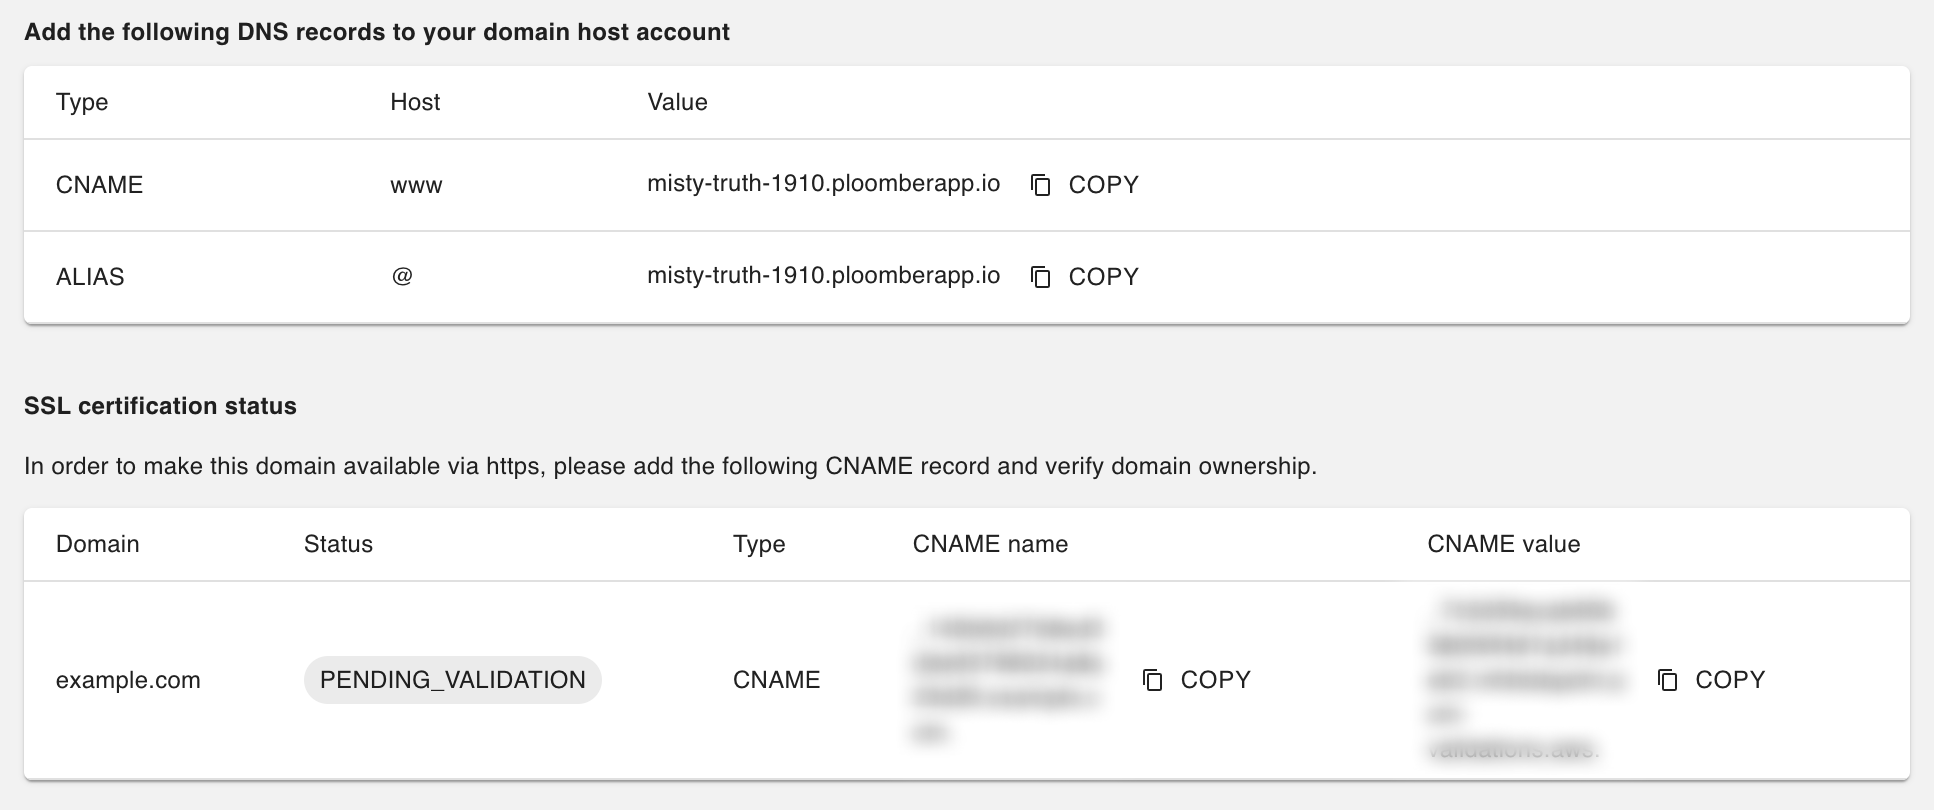 Add the following DNS records to your domain host account
Type Host Value
CNAME www misty-truth-1910.ploomberapp.io COPY
ALIAS @ misty-truth-1910.ploomberapp.io COPY
SSL certification status
In order to make this domain available via https, please add the following CNAME record and verify domain ownership.
Domain Status Type CNAME name CNAME value
example.com PENDING_VALIDATION CNAME COPY COPY
validations.aws.